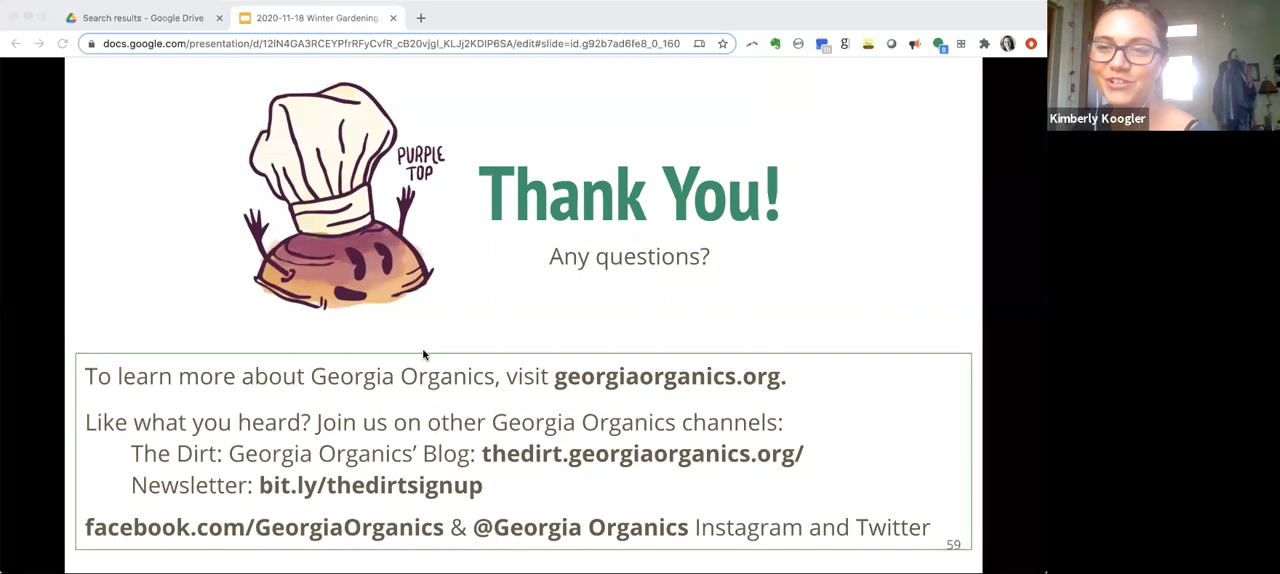 Search results - Google Drive
2020-11-18 Winter Gardening
docs.google.com/presentation/d/12IN4GA3RCEYPfrRFyCvfR_cB20vjgI_KLJj2KDIP6SA/edit#slide=id.g92b7ad6fe8_0_160
Kimberly Koogler
PURPLE
TOP
Thank You!
Any questions?
To learn more about Georgia Organics, visit georgiaorganics.org.
Like what you heard? Join us on other Georgia Organics channels:
The Dirt: Georgia Organics’ Blog: thedirt.georgiaorganics.org/
Newsletter: bit.ly/thedirtsignup
facebook.com/GeorgiaOrganics & @Georgia Organics Instagram and Twitter
59